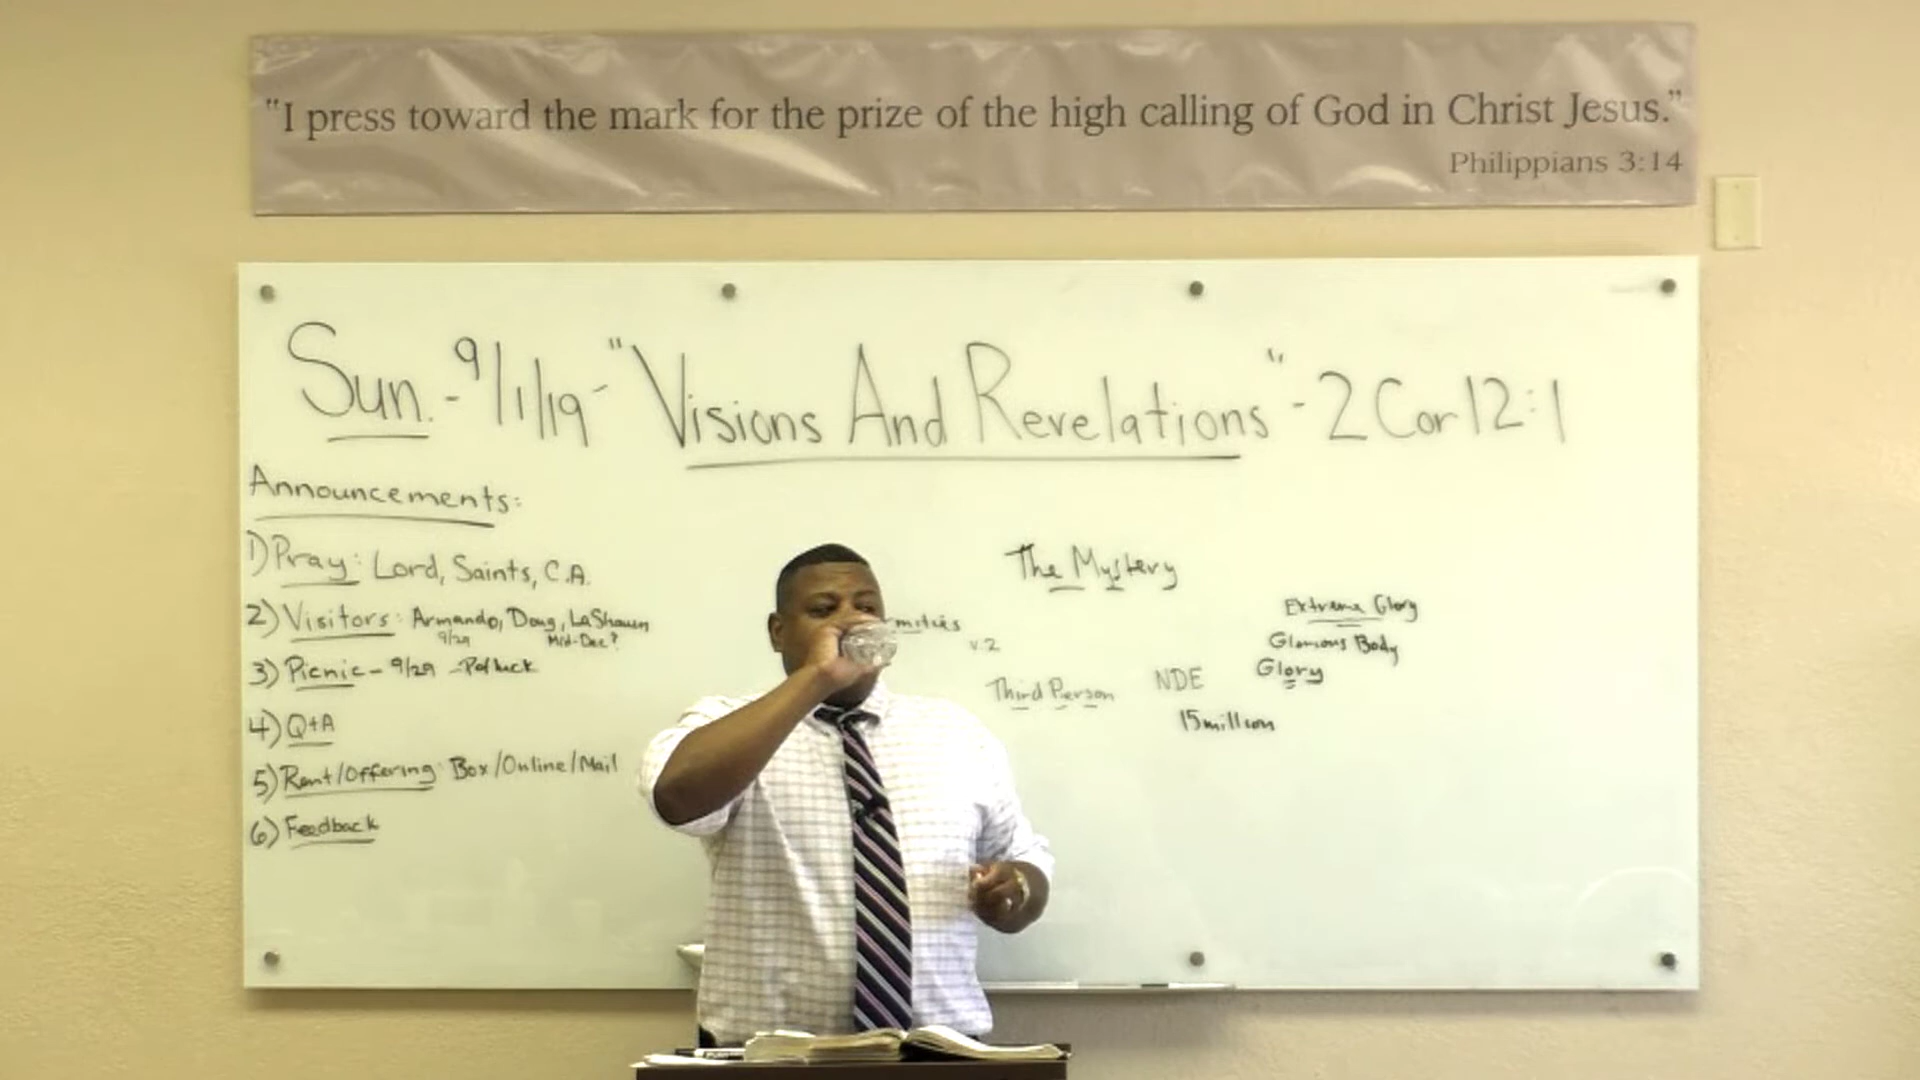 "I press toward the mark for the prize of the high calling of God in Christ Jesus."
Philippians 3:14
Sun. - 9/1/19 - "Visions And Revelations" - 2 Cor 12:1
Announcements:
1) Pray: Lord, Saints, C.A.
2) Visitors: Armando, Doug, LaShaun
9/29 Mid-Dec?
3) Picnic - 9/29 - Potluck
4) Q+A
5) Rent/Offering: Box/Online/Mail
6) Feedback
The Mystery
v.2
Third Person
NDE
15 million
Extreme Glory
Glorious Body
Glory